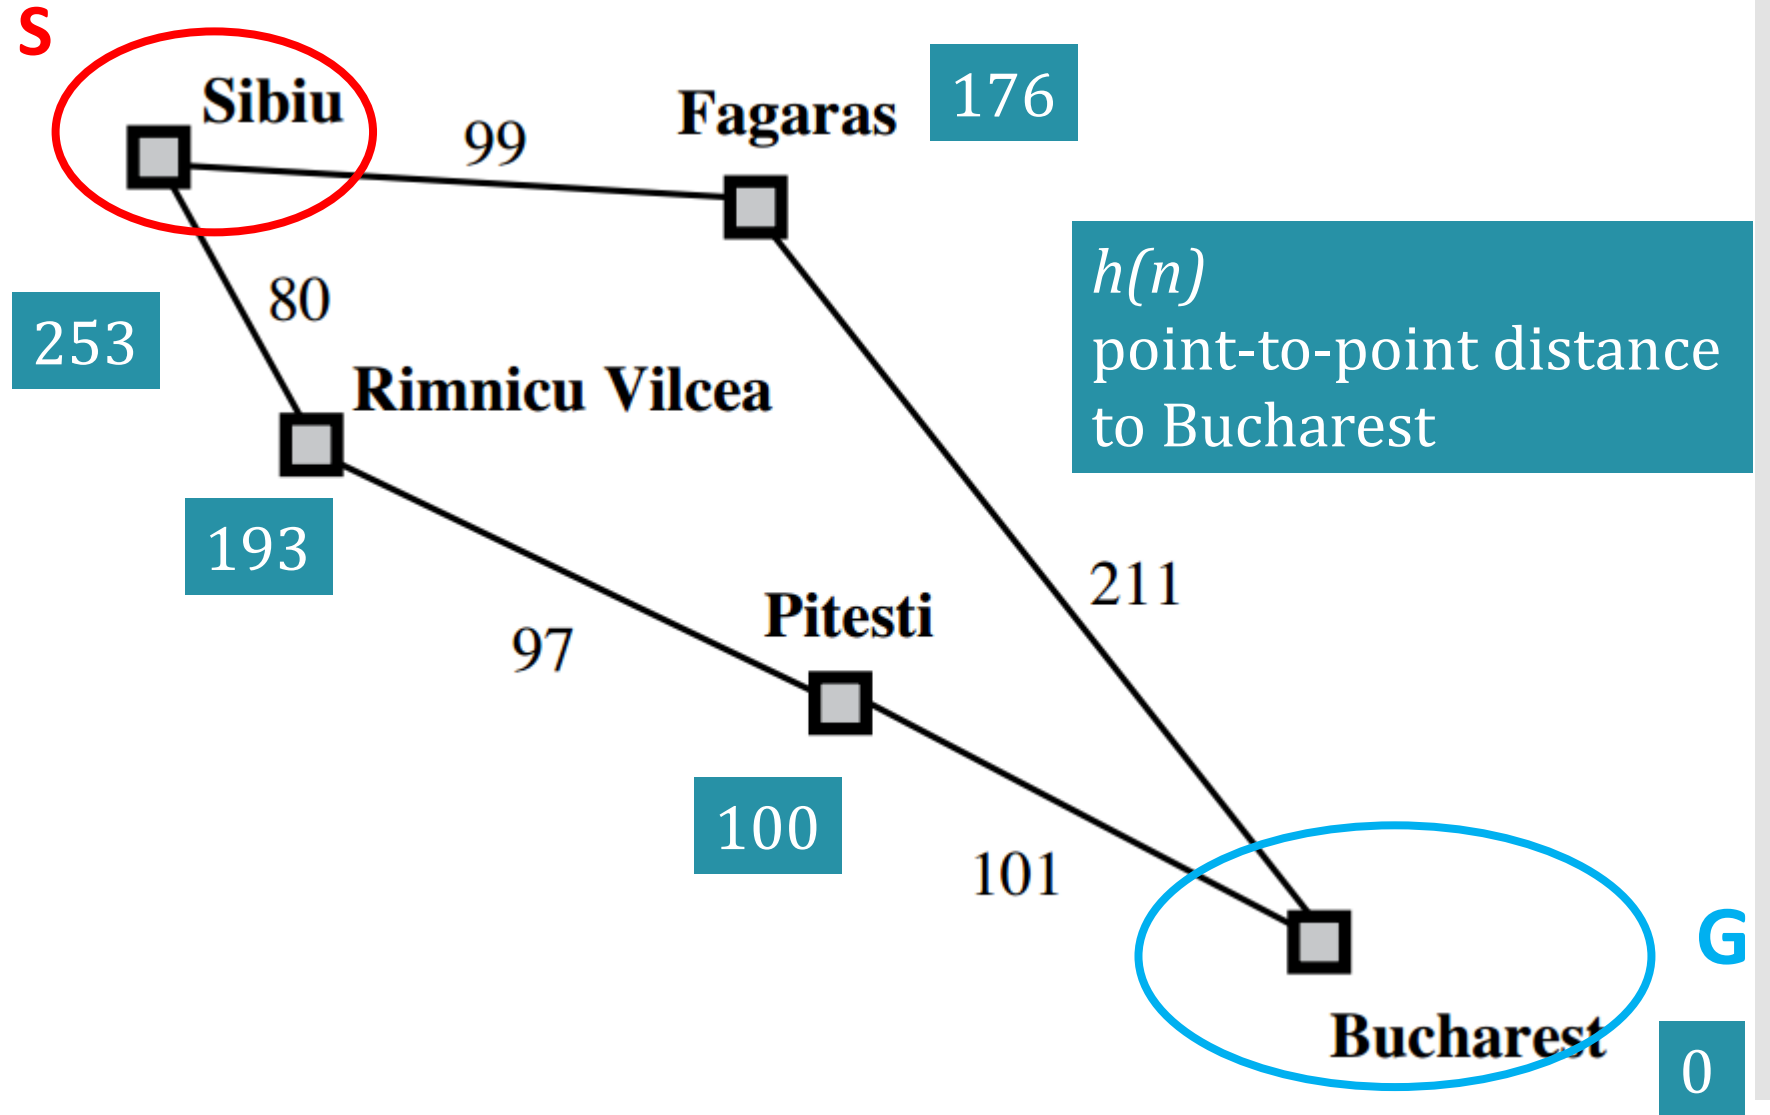 S
Sibiu
99
Fagaras
176
80
253
h(n)
point-to-point distance
to Bucharest
Rimnicu Vilcea
193
97
Pitesti
211
100
101
G
Bucharest
0